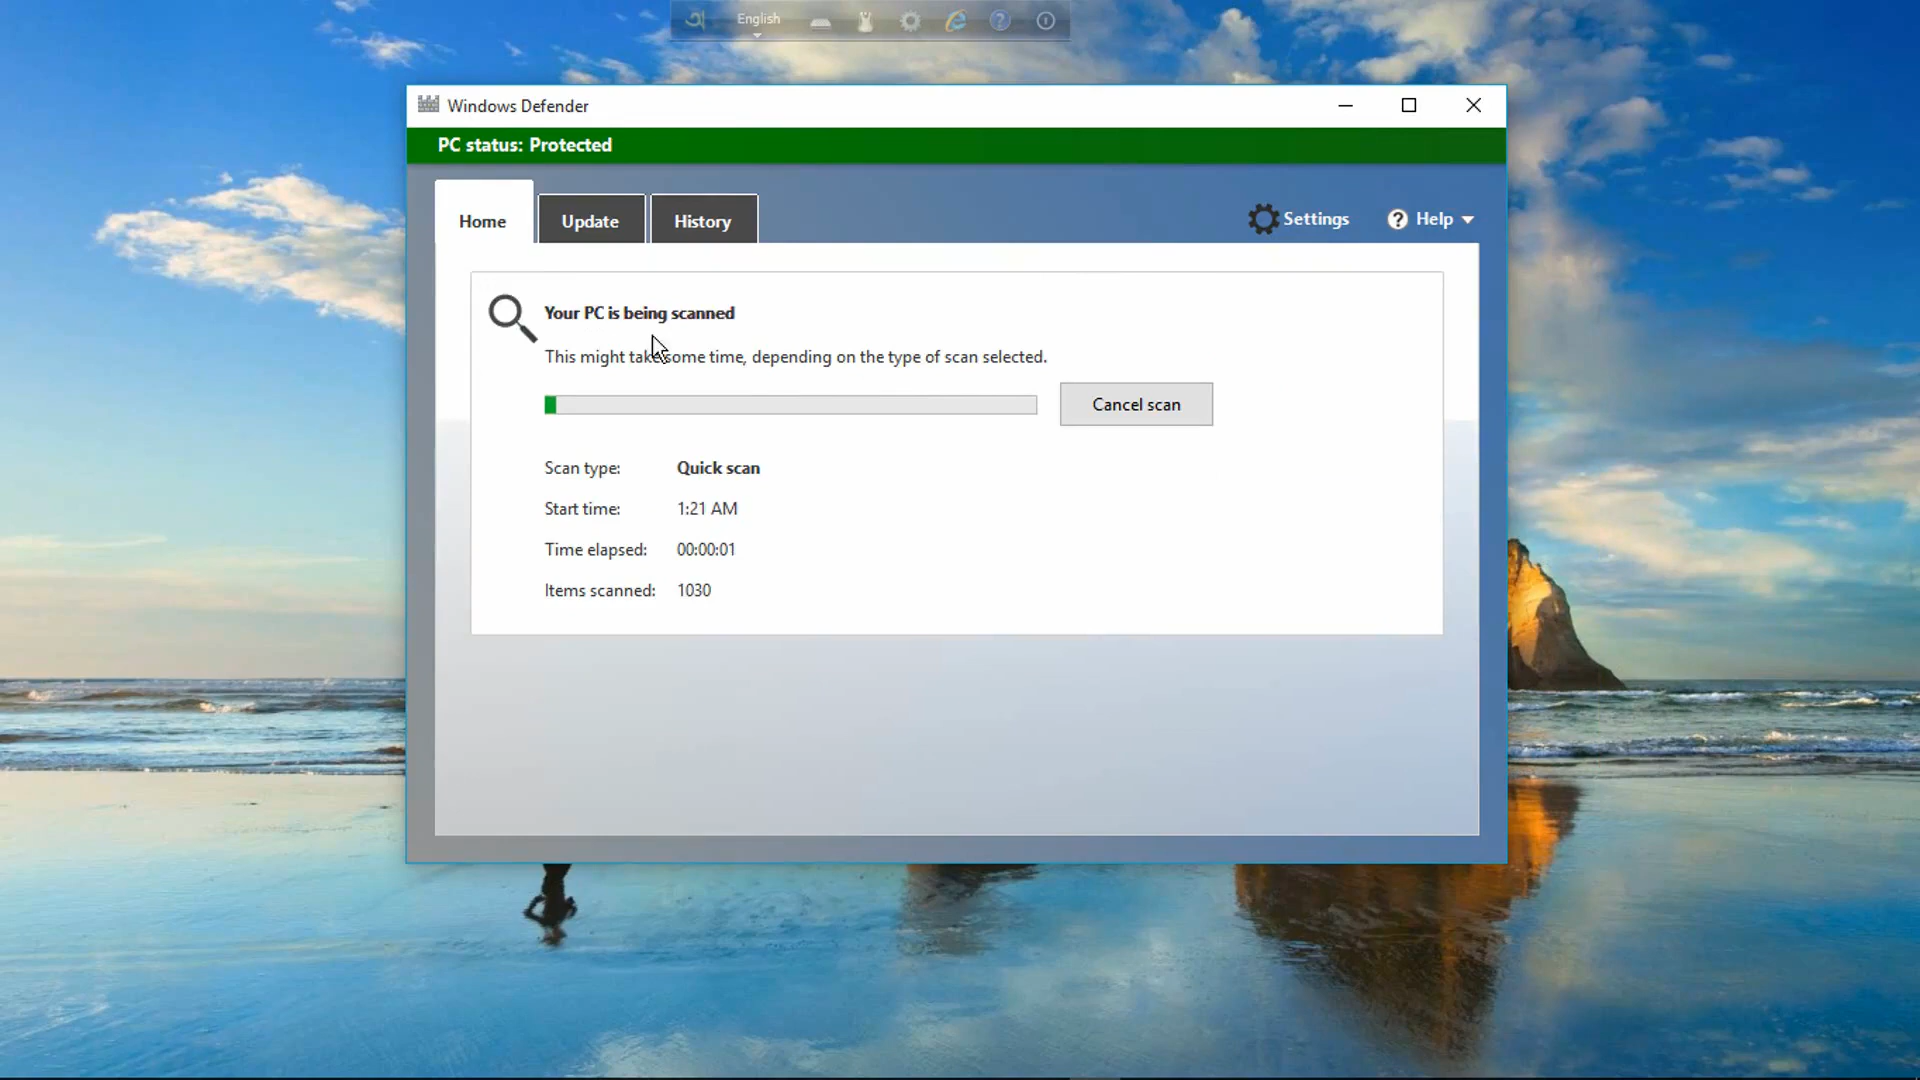 English
Windows Defender
PC status: Protected
Home
Update
History
Settings
? Help
Your PC is being scanned
This might take some time, depending on the type of scan selected.
Cancel scan
Scan type: Quick scan
Start time: 1:21 AM
Time elapsed: 00:00:01
Items scanned: 1030